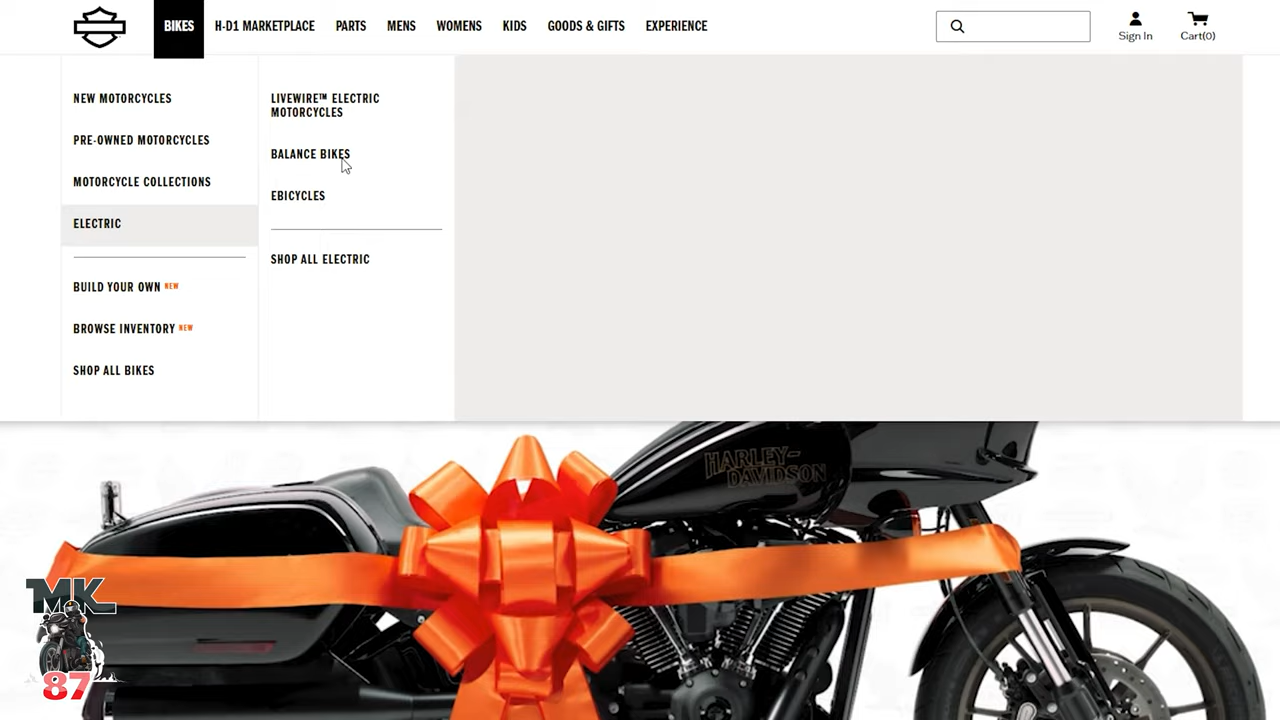 BIKES
H-D1 MARKETPLACE
PARTS
MENS
WOMENS
KIDS
GOODS & GIFTS
EXPERIENCE
Sign In
Cart(0)
NEW MOTORCYCLES
PRE-OWNED MOTORCYCLES
MOTORCYCLE COLLECTIONS
ELECTRIC
BUILD YOUR OWN NEW
BROWSE INVENTORY NEW
SHOP ALL BIKES
LIVEWIRE™ ELECTRIC
MOTORCYCLES
BALANCE BIKES
EBICYCLES
SHOP ALL ELECTRIC
HARLEY-
DAVIDSON
MK
87